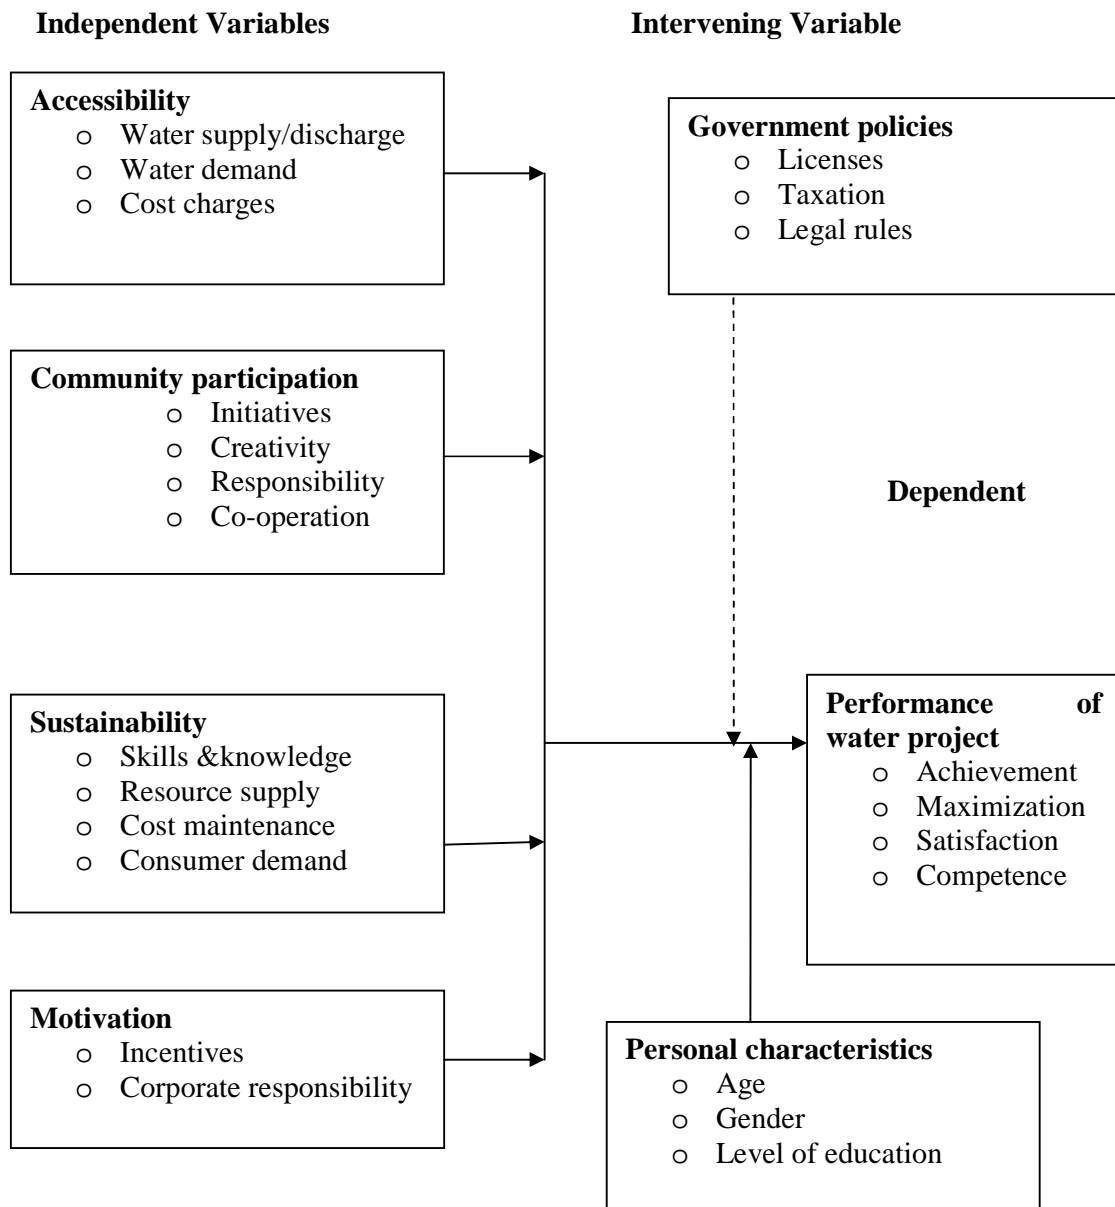 Independent Variables
Intervening Variable
Accessibility
o Water supply/discharge
o Water demand
o Cost charges
Government policies
o Licenses
o Taxation
o Legal rules
Community participation
o Initiatives
o Creativity
o Responsibility
o Co-operation
Dependent
Sustainability
o Skills &knowledge
o Resource supply
o Cost maintenance
o Consumer demand
Performance of
water project
o Achievement
o Maximization
o Satisfaction
o Competence
Motivation
o Incentives
o Corporate responsibility
Personal characteristics
o Age
o Gender
o Level of education